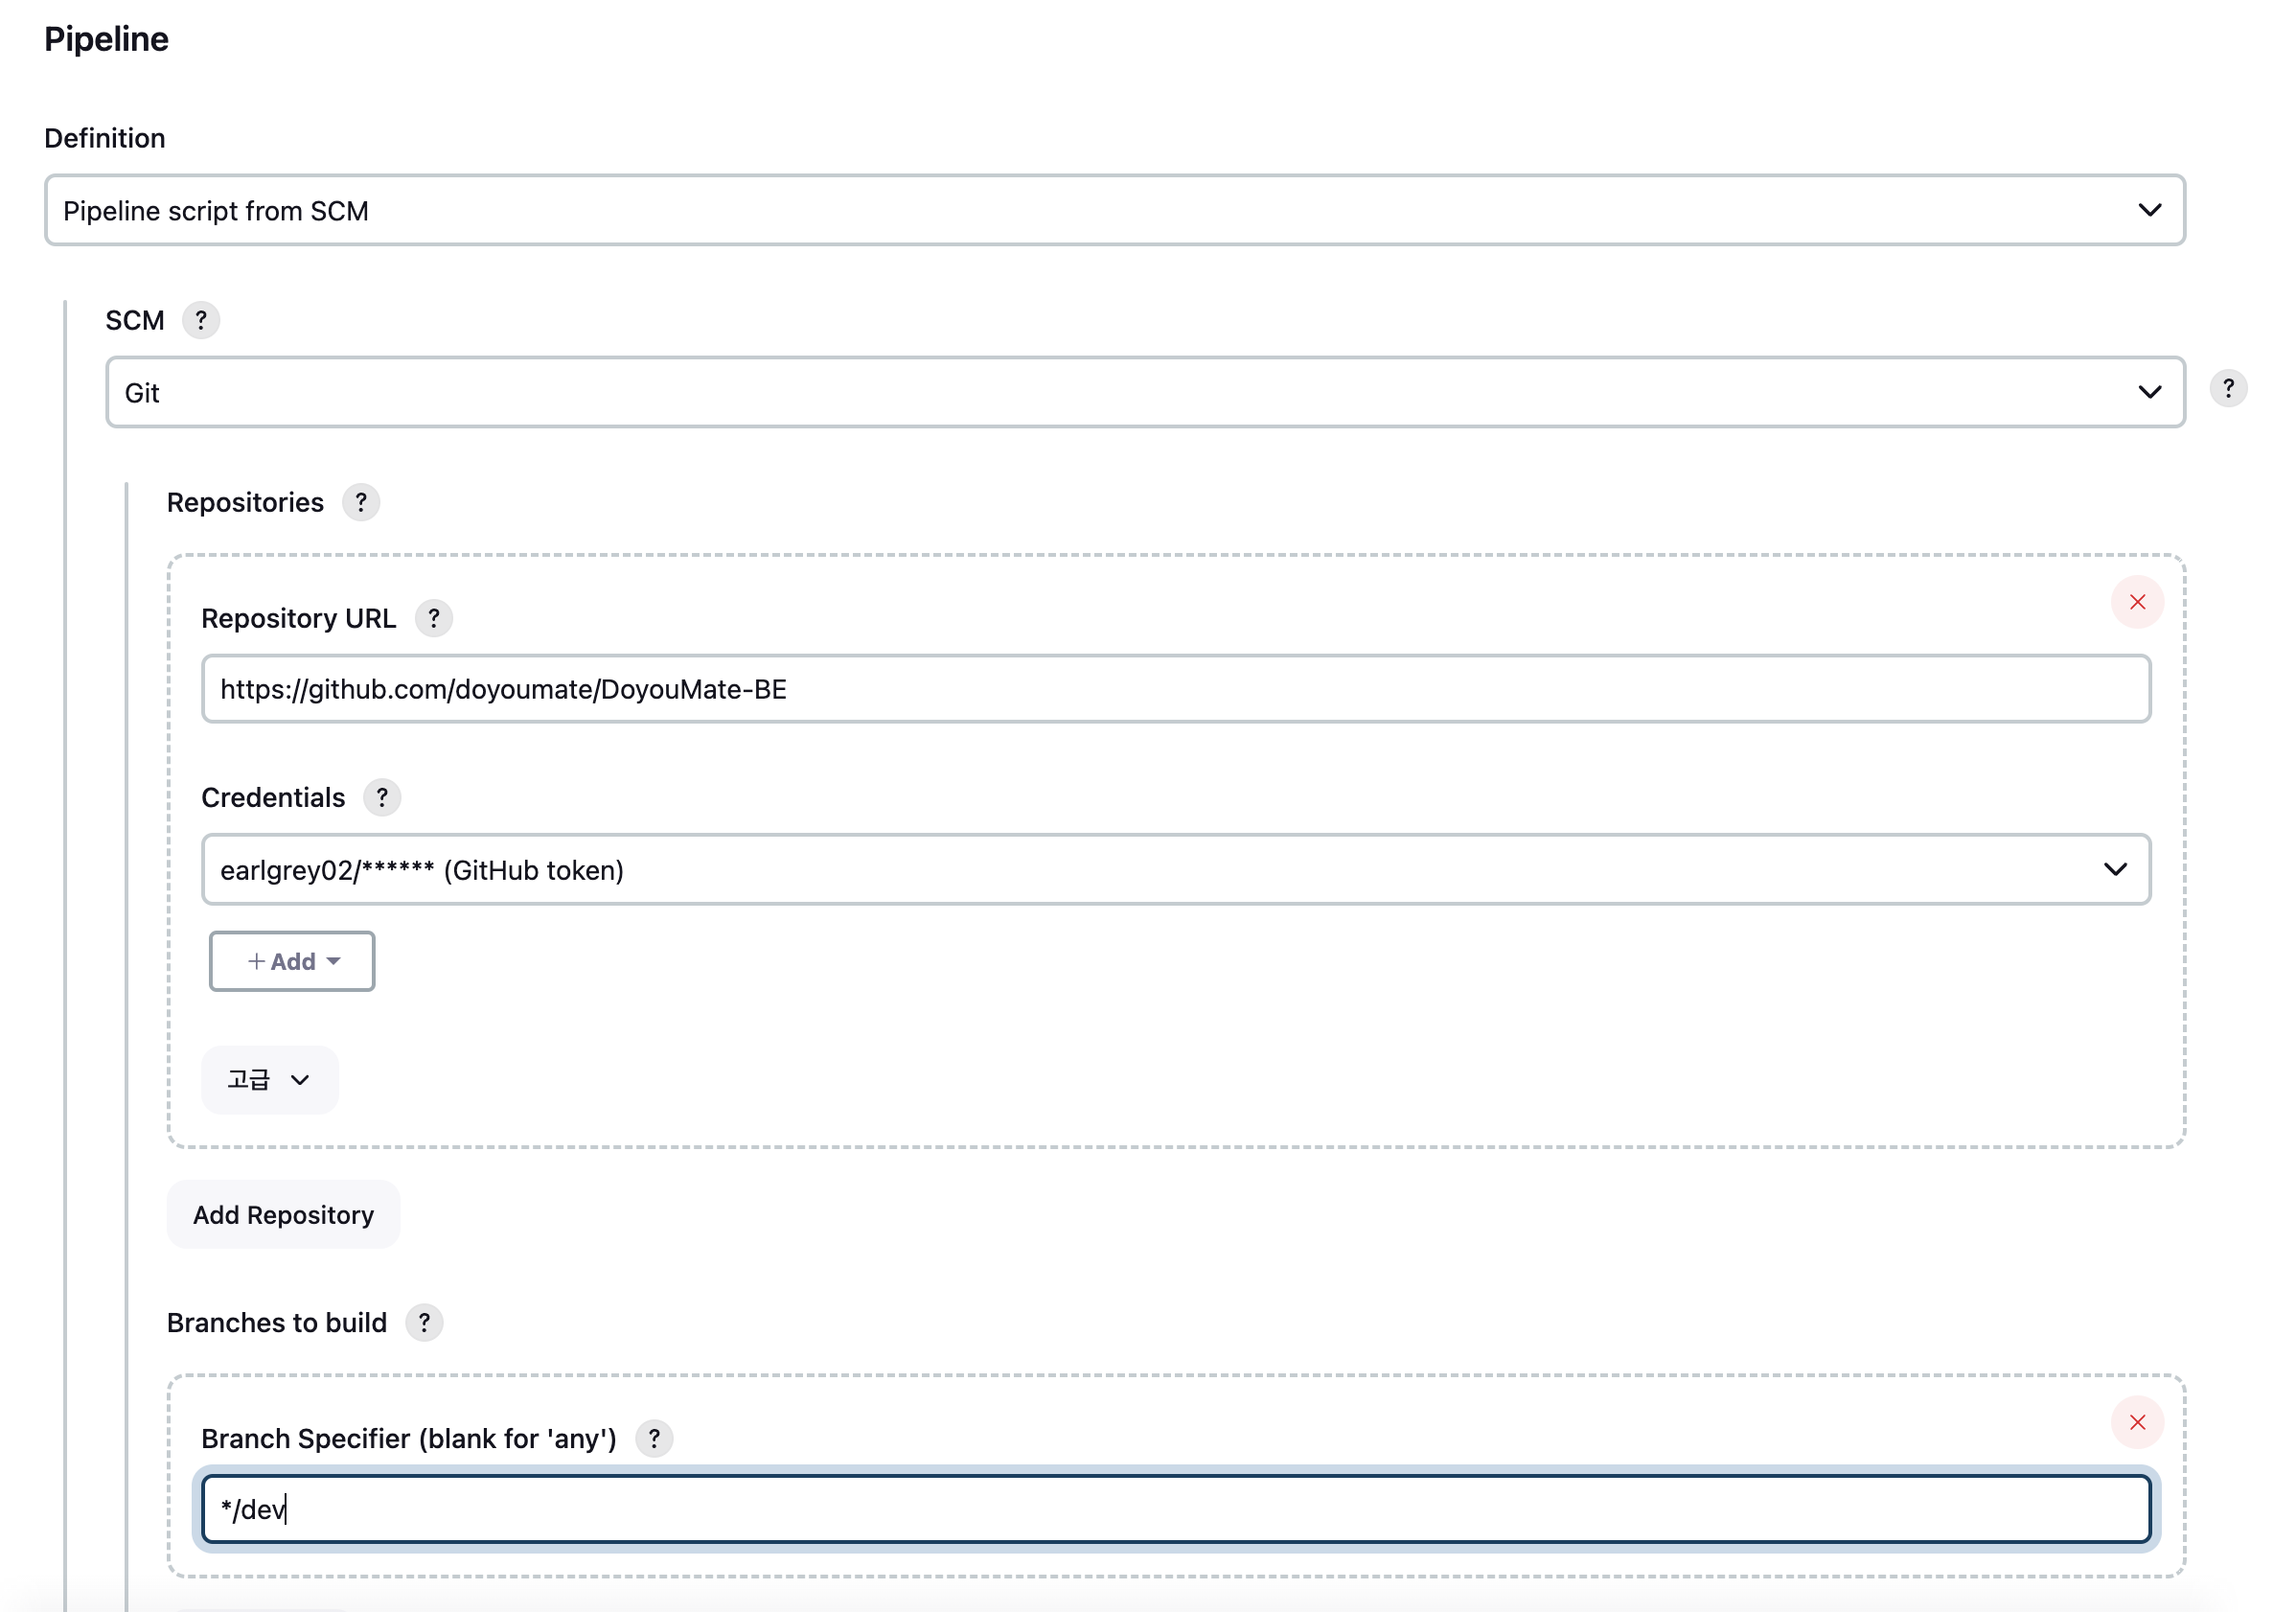 Pipeline
Definition
Pipeline script from SCM
SCM ?
Git
?
Repositories ?
Repository URL ?
https://github.com/doyoumate/DoyouMate-BE
Credentials ?
earlgrey02/****** (GitHub token)
+ Add
고급
Add Repository
Branches to build ?
Branch Specifier (blank for 'any') ?
*/dev